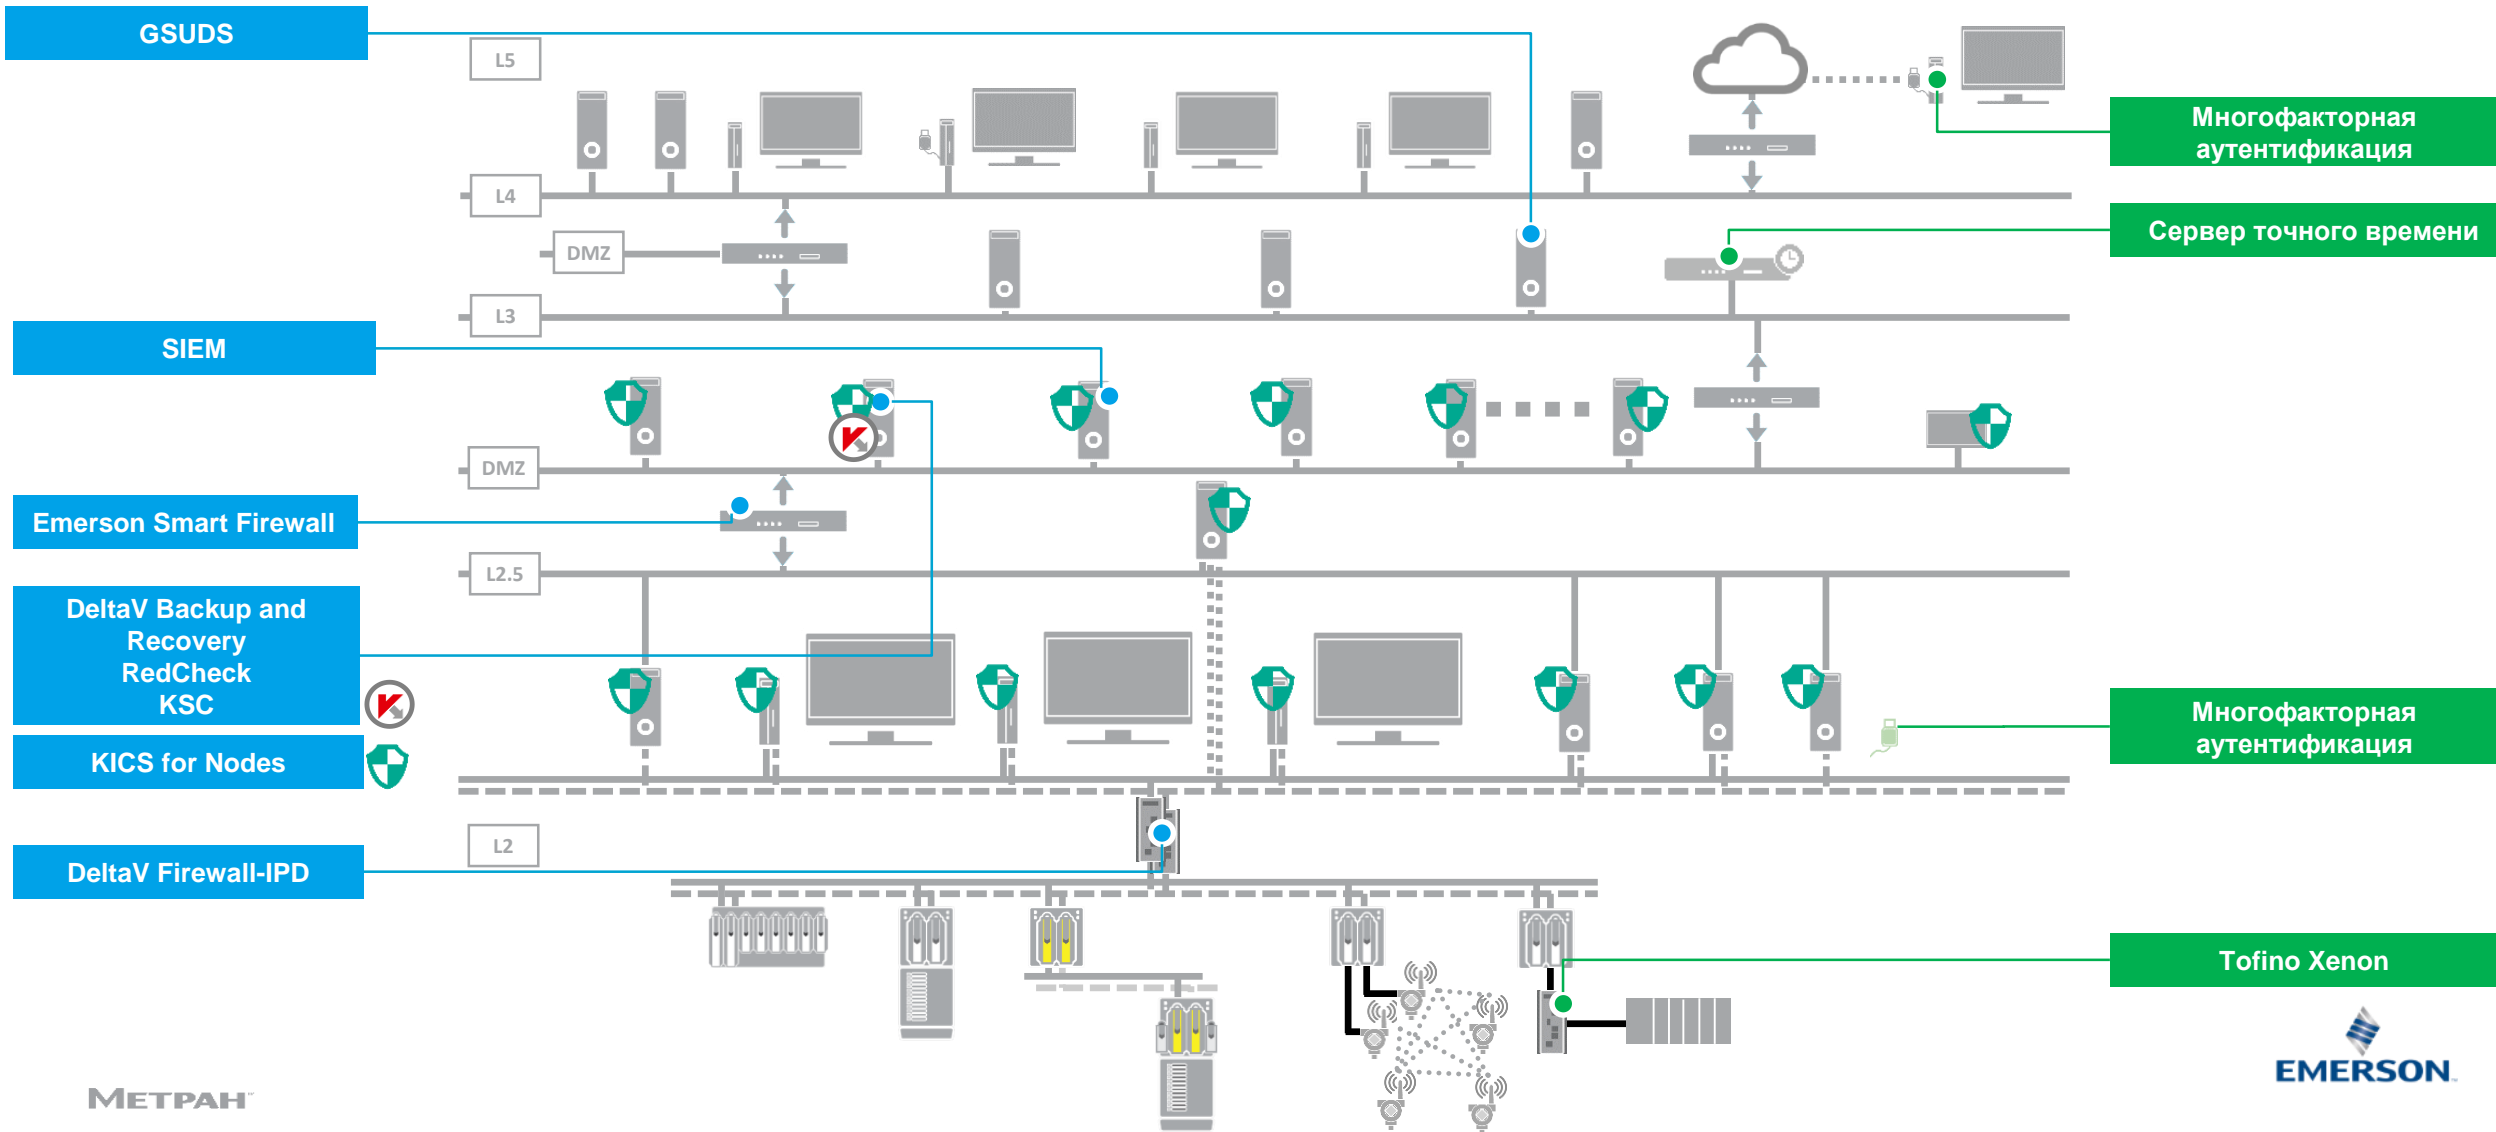 GSUDS
L5
Многофакторная
аутентификация
L4
Сервер точного времени
DMZ
L3
SIEM
DMZ
Emerson Smart Firewall
L2.5
DeltaV Backup and
Recovery
RedCheck
KSC
Многофакторная
аутентификация
KICS for Nodes
L2
DeltaV Firewall-IPD
Tofino Xenon
EMERSON
МЕТРАН